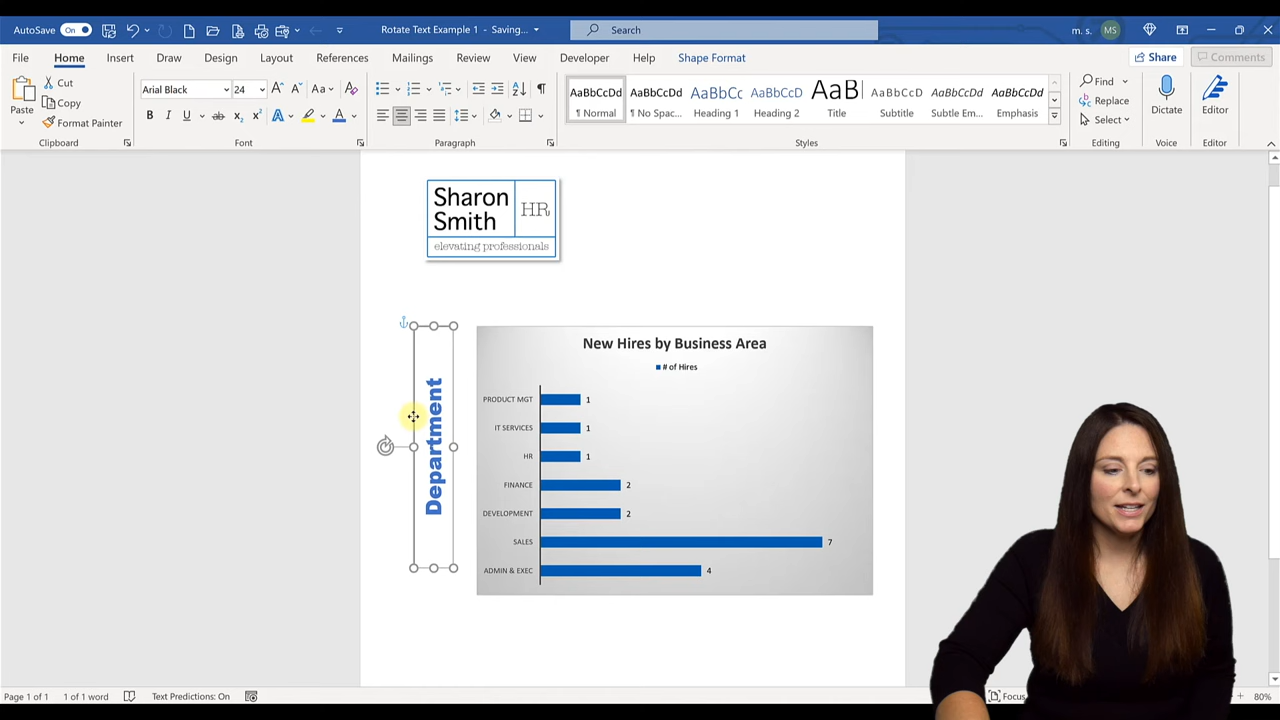 AutoSave On Rotate Text Example 1 - Saving... Search m. s. MS
File Home Insert Draw Design Layout References Mailings Review View Developer Help Shape Format Share Comments
Paste Cut Copy Format Painter
Clipboard
Arial Black 24
Font
Paragraph
AaBbCcDd ¶ Normal
AaBbCcDd ¶ No Spac...
AaBbCc Heading 1
AaBbCcD Heading 2
AaB Title
AaBbCcD Subtitle
AaBbCcDd Subtle Em...
AaBbCcDd Emphasis
Styles
Find
Replace
Select
Editing
Dictate
Voice
Editor
Editor
Sharon
Smith
HR
elevating professionals
Department
New Hires by Business Area
# of Hires
PRODUCT MGT 1
IT SERVICES 1
HR 1
FINANCE 2
DEVELOPMENT 2
SALES 7
ADMIN & EXEC 4
Page 1 of 1 1 of 1 word Text Predictions: On Focus 80%